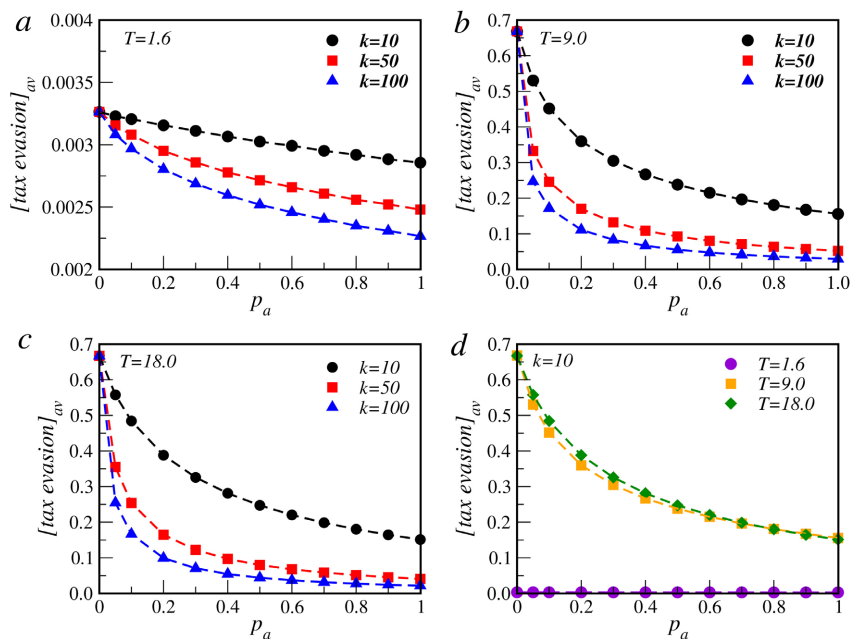 a
T=1.6
k=10
k=50
k=100
0.004
0.003
0.003
0.002
0.002
[tax evasion]av
0 0.2 0.4 0.6 0.8 1
pa
b
T=9.0
k=10
k=50
k=100
0.7
0.6
0.5
0.4
0.3
0.2
0.1
0.0
[tax evasion]av
0.0 0.2 0.4 0.6 0.8 1.0
pa
c
T=18.0
k=10
k=50
k=100
0.7
0.6
0.5
0.4
0.3
0.2
0.1
0
[tax evasion]av
0 0.2 0.4 0.6 0.8 1
pa
d
k=10
T=1.6
T=9.0
T=18.0
0.7
0.6
0.5
0.4
0.3
0.2
0.1
0
[tax evasion]av
0 0.2 0.4 0.6 0.8 1
pa